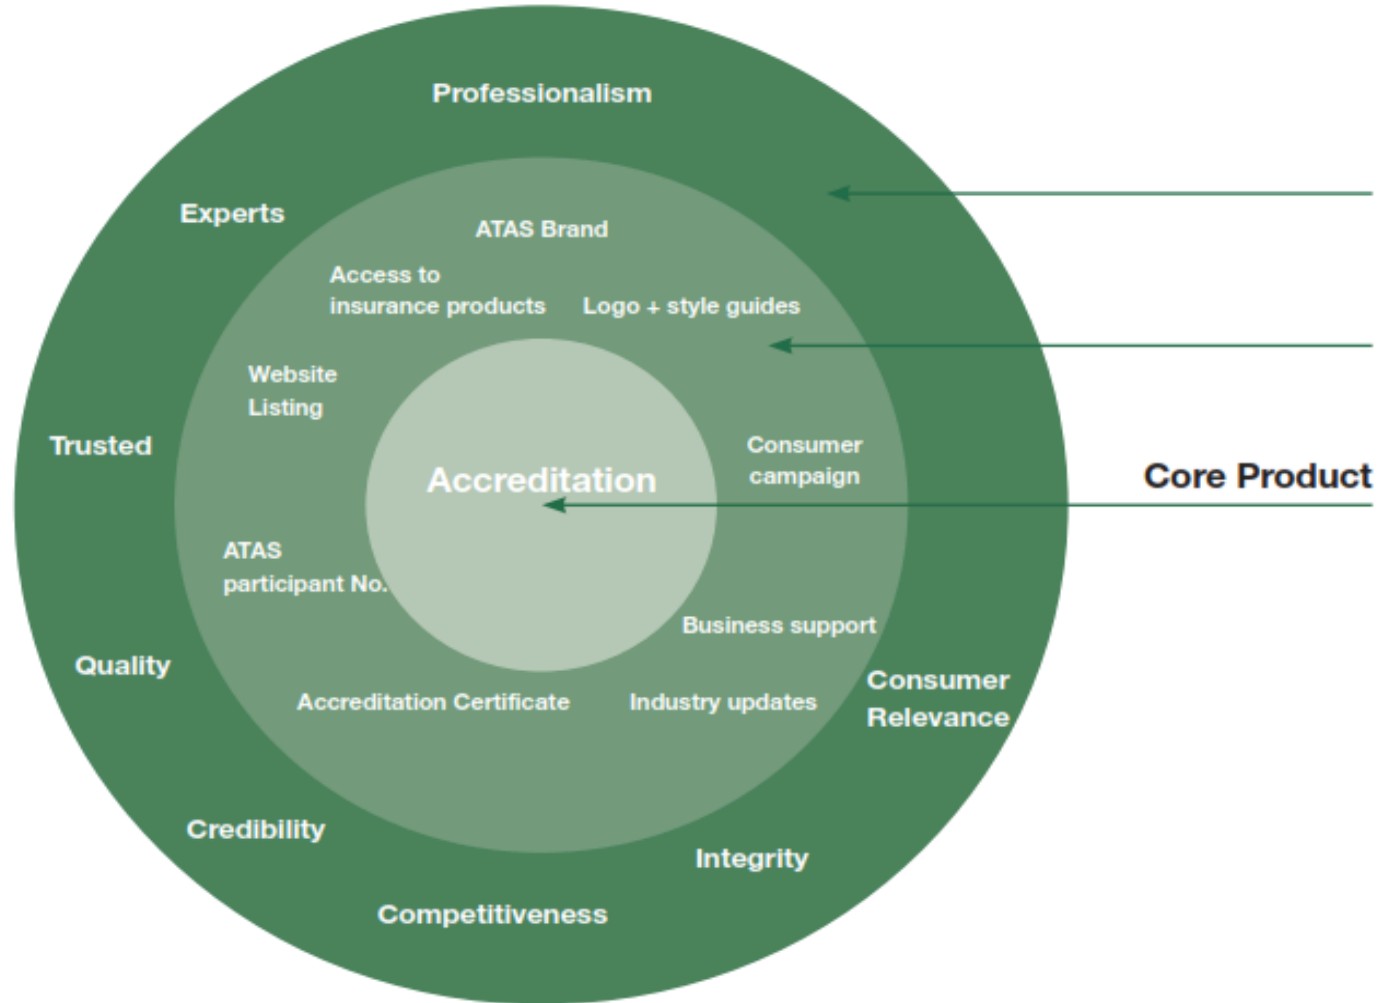 Professionalism
Experts
ATAS Brand
Access to
insurance products
Logo + style guides
Website
Listing
Trusted
Consumer
campaign
Accreditation
Core Product
ATAS
participant No.
Business support
Quality
Consumer
Relevance
Accreditation Certificate
Industry updates
Credibility
Integrity
Competitiveness